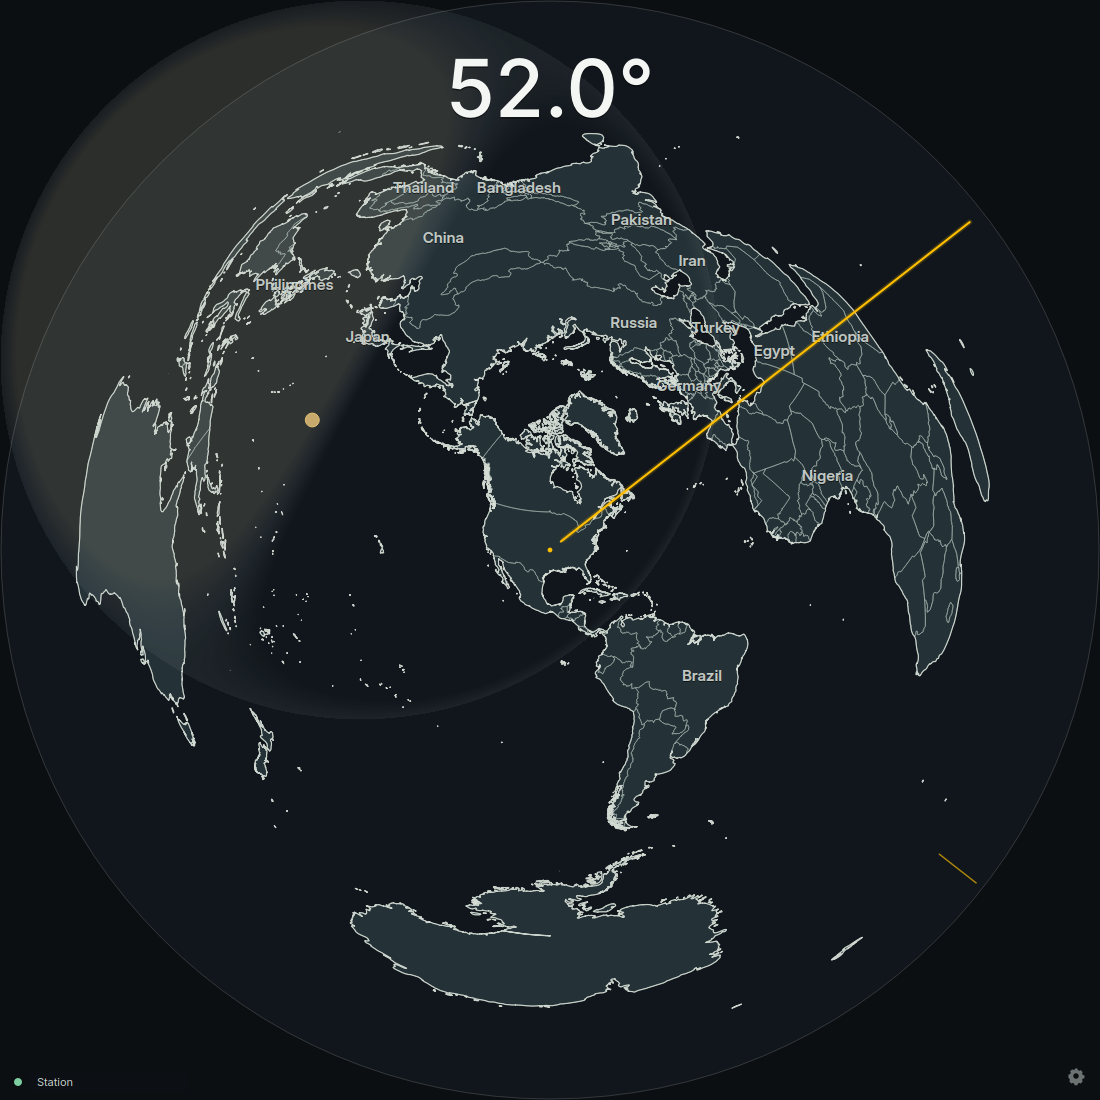 52.0°
Thailand
Bangladesh
Pakistan
China
Iran
Philippines
Russia
Turkey
Japan
Ethiopia
Egypt
Germany
Nigeria
Brazil
Station